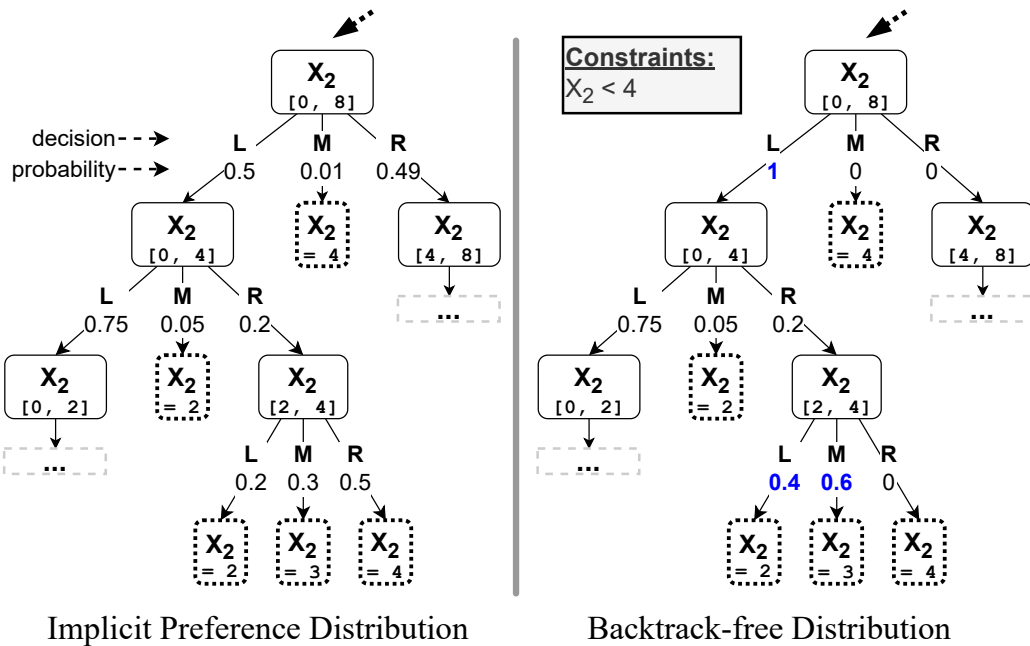 X2
[0, 8]
decision
L M R
probability
0.5 0.01 0.49
X2
[0, 4]
X2
= 4
X2
[4, 8]
L M R
...
0.75 0.05 0.2
X2
[0, 2]
X2
= 2
X2
[2, 4]
...
L M R
0.2 0.3 0.5
X2
= 2
X2
= 3
X2
= 4
Implicit Preference Distribution
Constraints:
X2 < 4
X2
[0, 8]
L M R
1 0 0
X2
[0, 4]
X2
= 4
X2
[4, 8]
L M R
...
0.75 0.05 0.2
X2
[0, 2]
X2
= 2
X2
[2, 4]
...
L M R
0.4 0.6 0
X2
= 2
X2
= 3
X2
= 4
Backtrack-free Distribution